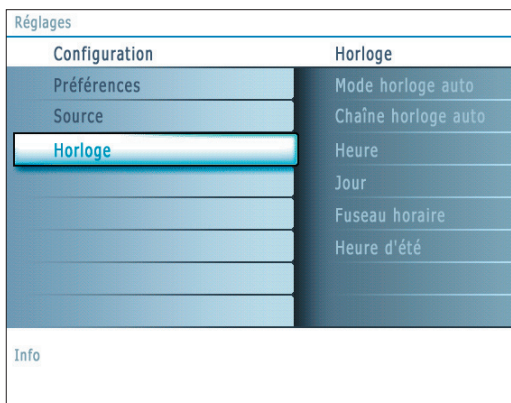 Réglages
Configuration
Horloge
Préférences
Mode horloge auto
Source
Chaîne horloge auto
Horloge
Heure
Jour
Fuseau horaire
Heure d'été
Info